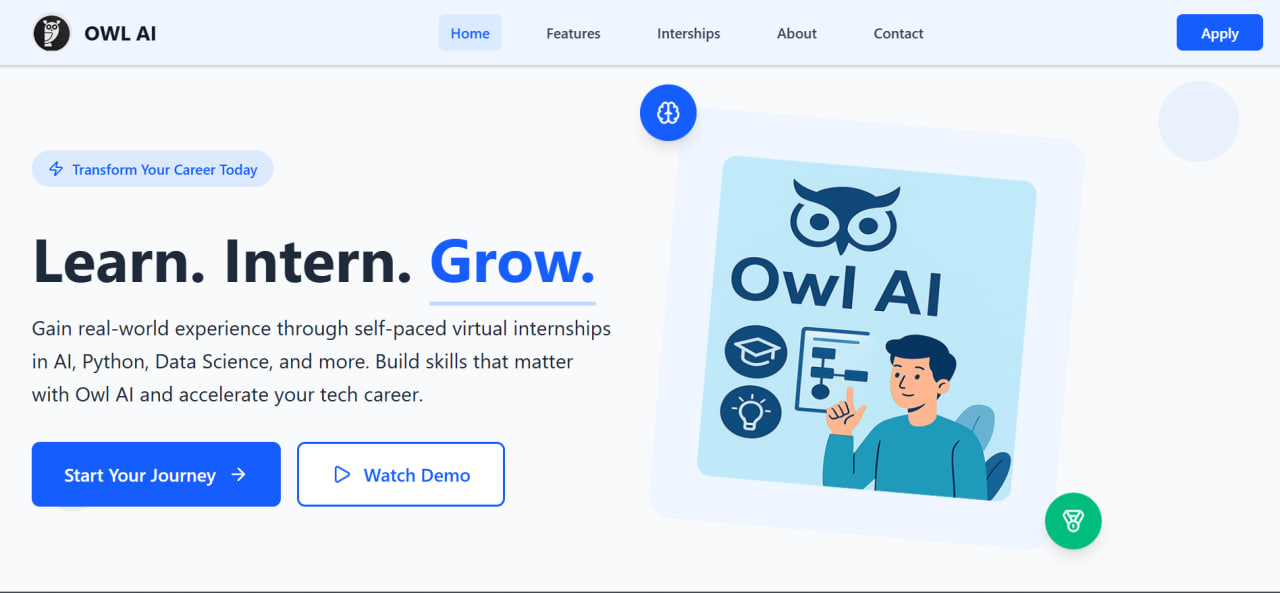 OWL AI
Home
Features
Interships
About
Contact
Apply
Transform Your Career Today
Learn. Intern. Grow.
Gain real-world experience through self-paced virtual internships
in AI, Python, Data Science, and more. Build skills that matter
with Owl AI and accelerate your tech career.
Start Your Journey
Watch Demo
Owl AI